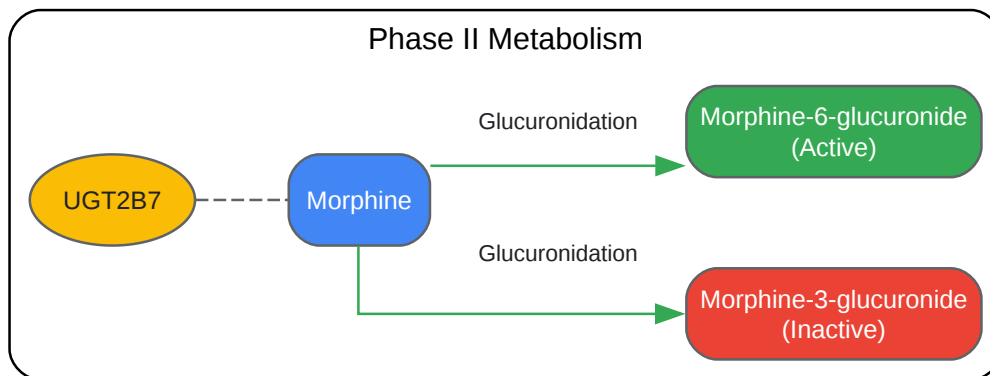 Phase II Metabolism
Glucuronidation
Morphine-6-glucuronide
(Active)
UGT2B7
Morphine
Glucuronidation
Morphine-3-glucuronide
(Inactive)